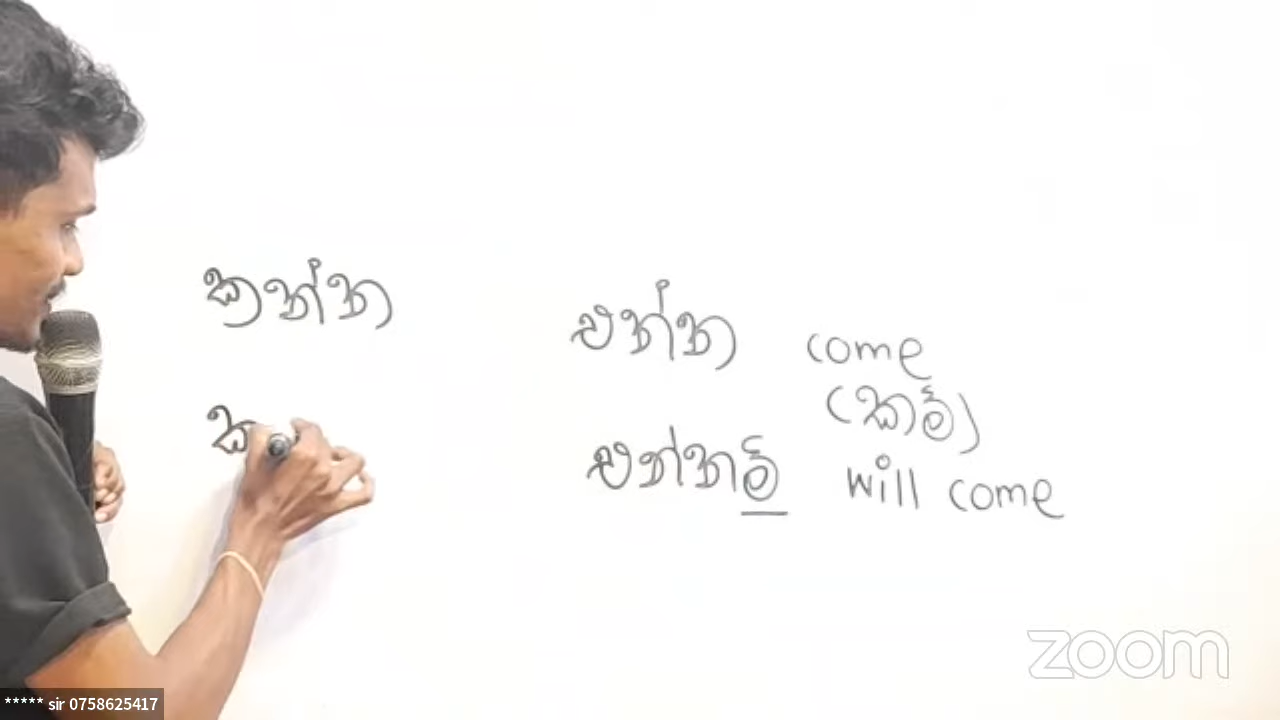 කන්න
එන්න come
(කම්)
ක
එන්නම් will come
zoom
***** sir 0758625417